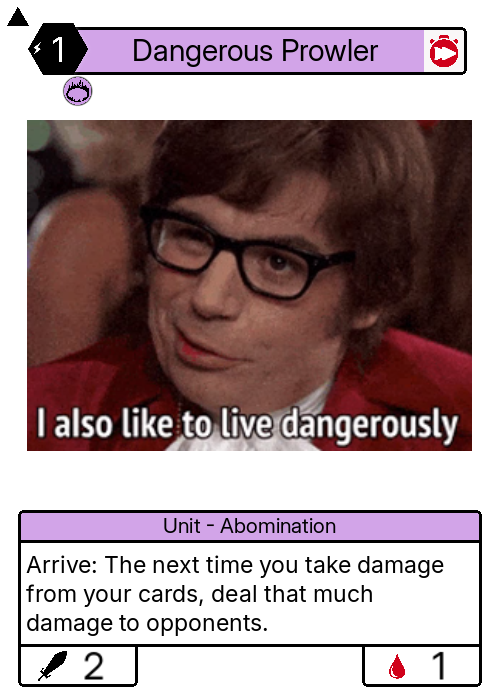 1
Dangerous Prowler
I also like to live dangerously
Unit - Abomination
Arrive: The next time you take damage
from your cards, deal that much
damage to opponents.
2
1